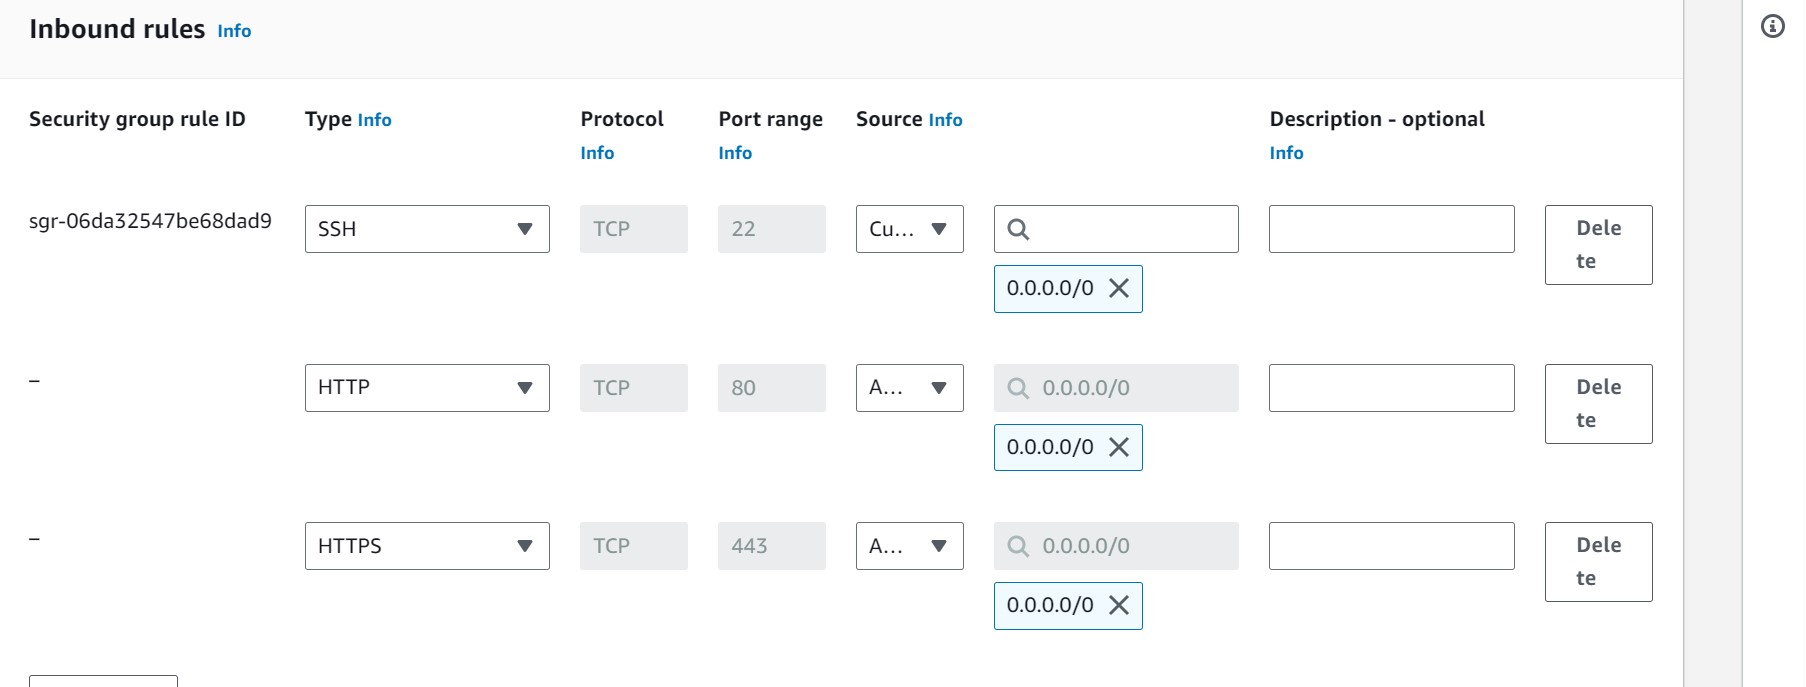 Inbound rules Info
Security group rule ID Type Info Protocol Info Port range Info Source Info Description - optional Info
sgr-06da32547be68dad9 SSH TCP 22 Cu... Dele
te
0.0.0.0/0
– HTTP TCP 80 A... 0.0.0.0/0 Dele
te
0.0.0.0/0
– HTTPS TCP 443 A... 0.0.0.0/0 Dele
te
0.0.0.0/0